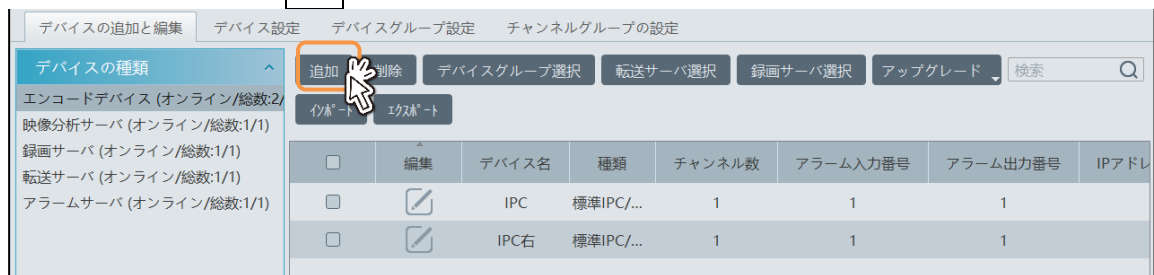 デバイスの追加と編集 デバイス設定 デバイスグループ設定 チャンネルグループの設定
デバイスの種類
エンコードデバイス (オンライン/総数:2/
映像分析サーバ (オンライン/総数:1/1)
録画サーバ (オンライン/総数:1/1)
転送サーバ (オンライン/総数:1/1)
アラームサーバ (オンライン/総数:1/1)
追加 削除 デバイスグループ選択 転送サーバ選択 録画サーバ選択 アップグレード 検索
ｲﾝﾎﾟｰﾄ ｴｸｽﾎﾟｰﾄ
編集 デバイス名 種類 チャンネル数 アラーム入力番号 アラーム出力番号 IPアドレ
IPC 標準IPC/... 1 1 1
IPC右 標準IPC/... 1 1 1